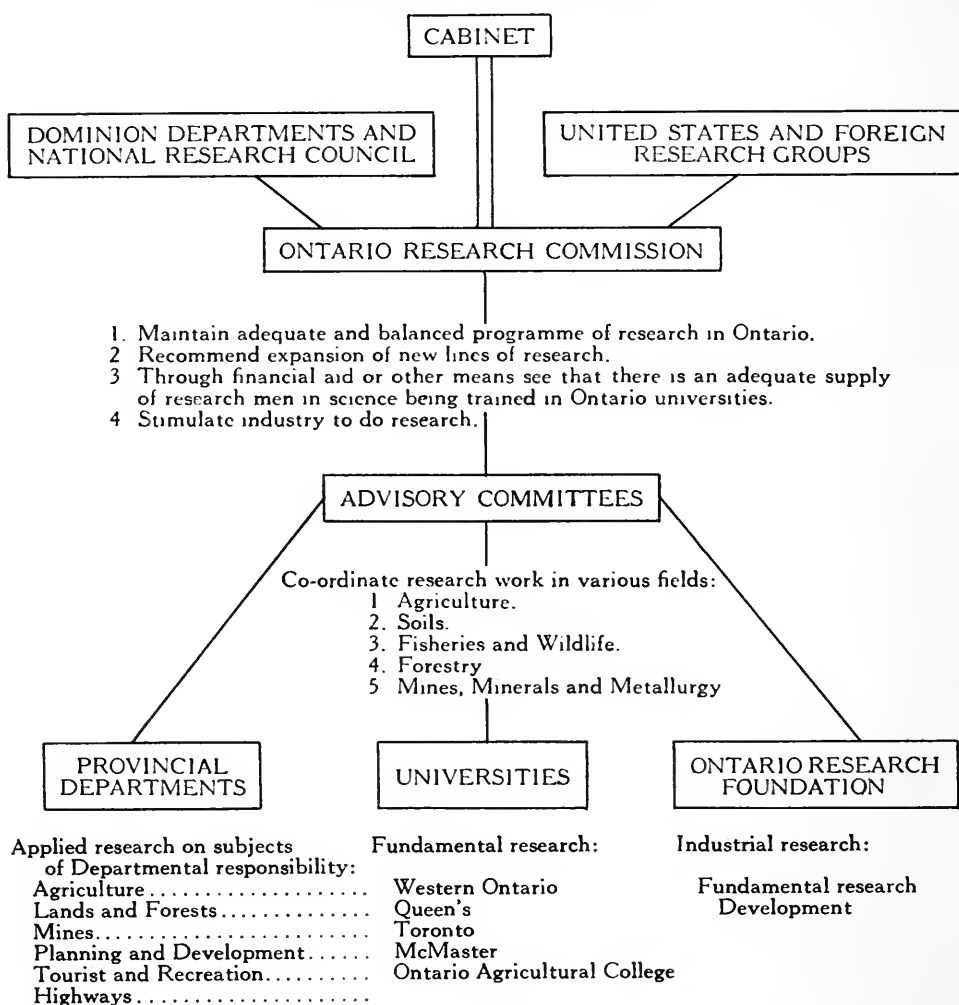 CABINET
DOMINION DEPARTMENTS AND
NATIONAL RESEARCH COUNCIL
UNITED STATES AND FOREIGN
RESEARCH GROUPS
ONTARIO RESEARCH COMMISSION
1. Maintain adequate and balanced programme of research in Ontario.
2 Recommend expansion of new lines of research.
3 Through financial aid or other means see that there is an adequate supply
of research men in science being trained in Ontario universities.
4 Stimulate industry to do research.
ADVISORY COMMITTEES
Co-ordinate research work in various fields:
1 Agriculture.
2. Soils.
3. Fisheries and Wildlife.
4. Forestry
5 Mines, Minerals and Metallurgy
PROVINCIAL
DEPARTMENTS
Applied research on subjects
of Departmental responsibility:
Agriculture....................
Lands and Forests..............
Mines.........................
Planning and Development......
Tourist and Recreation..........
Highways.....................
UNIVERSITIES
Fundamental research:
Western Ontario
Queen's
Toronto
McMaster
Ontario Agricultural College
ONTARIO RESEARCH
FOUNDATION
Industrial research:
Fundamental research
Development